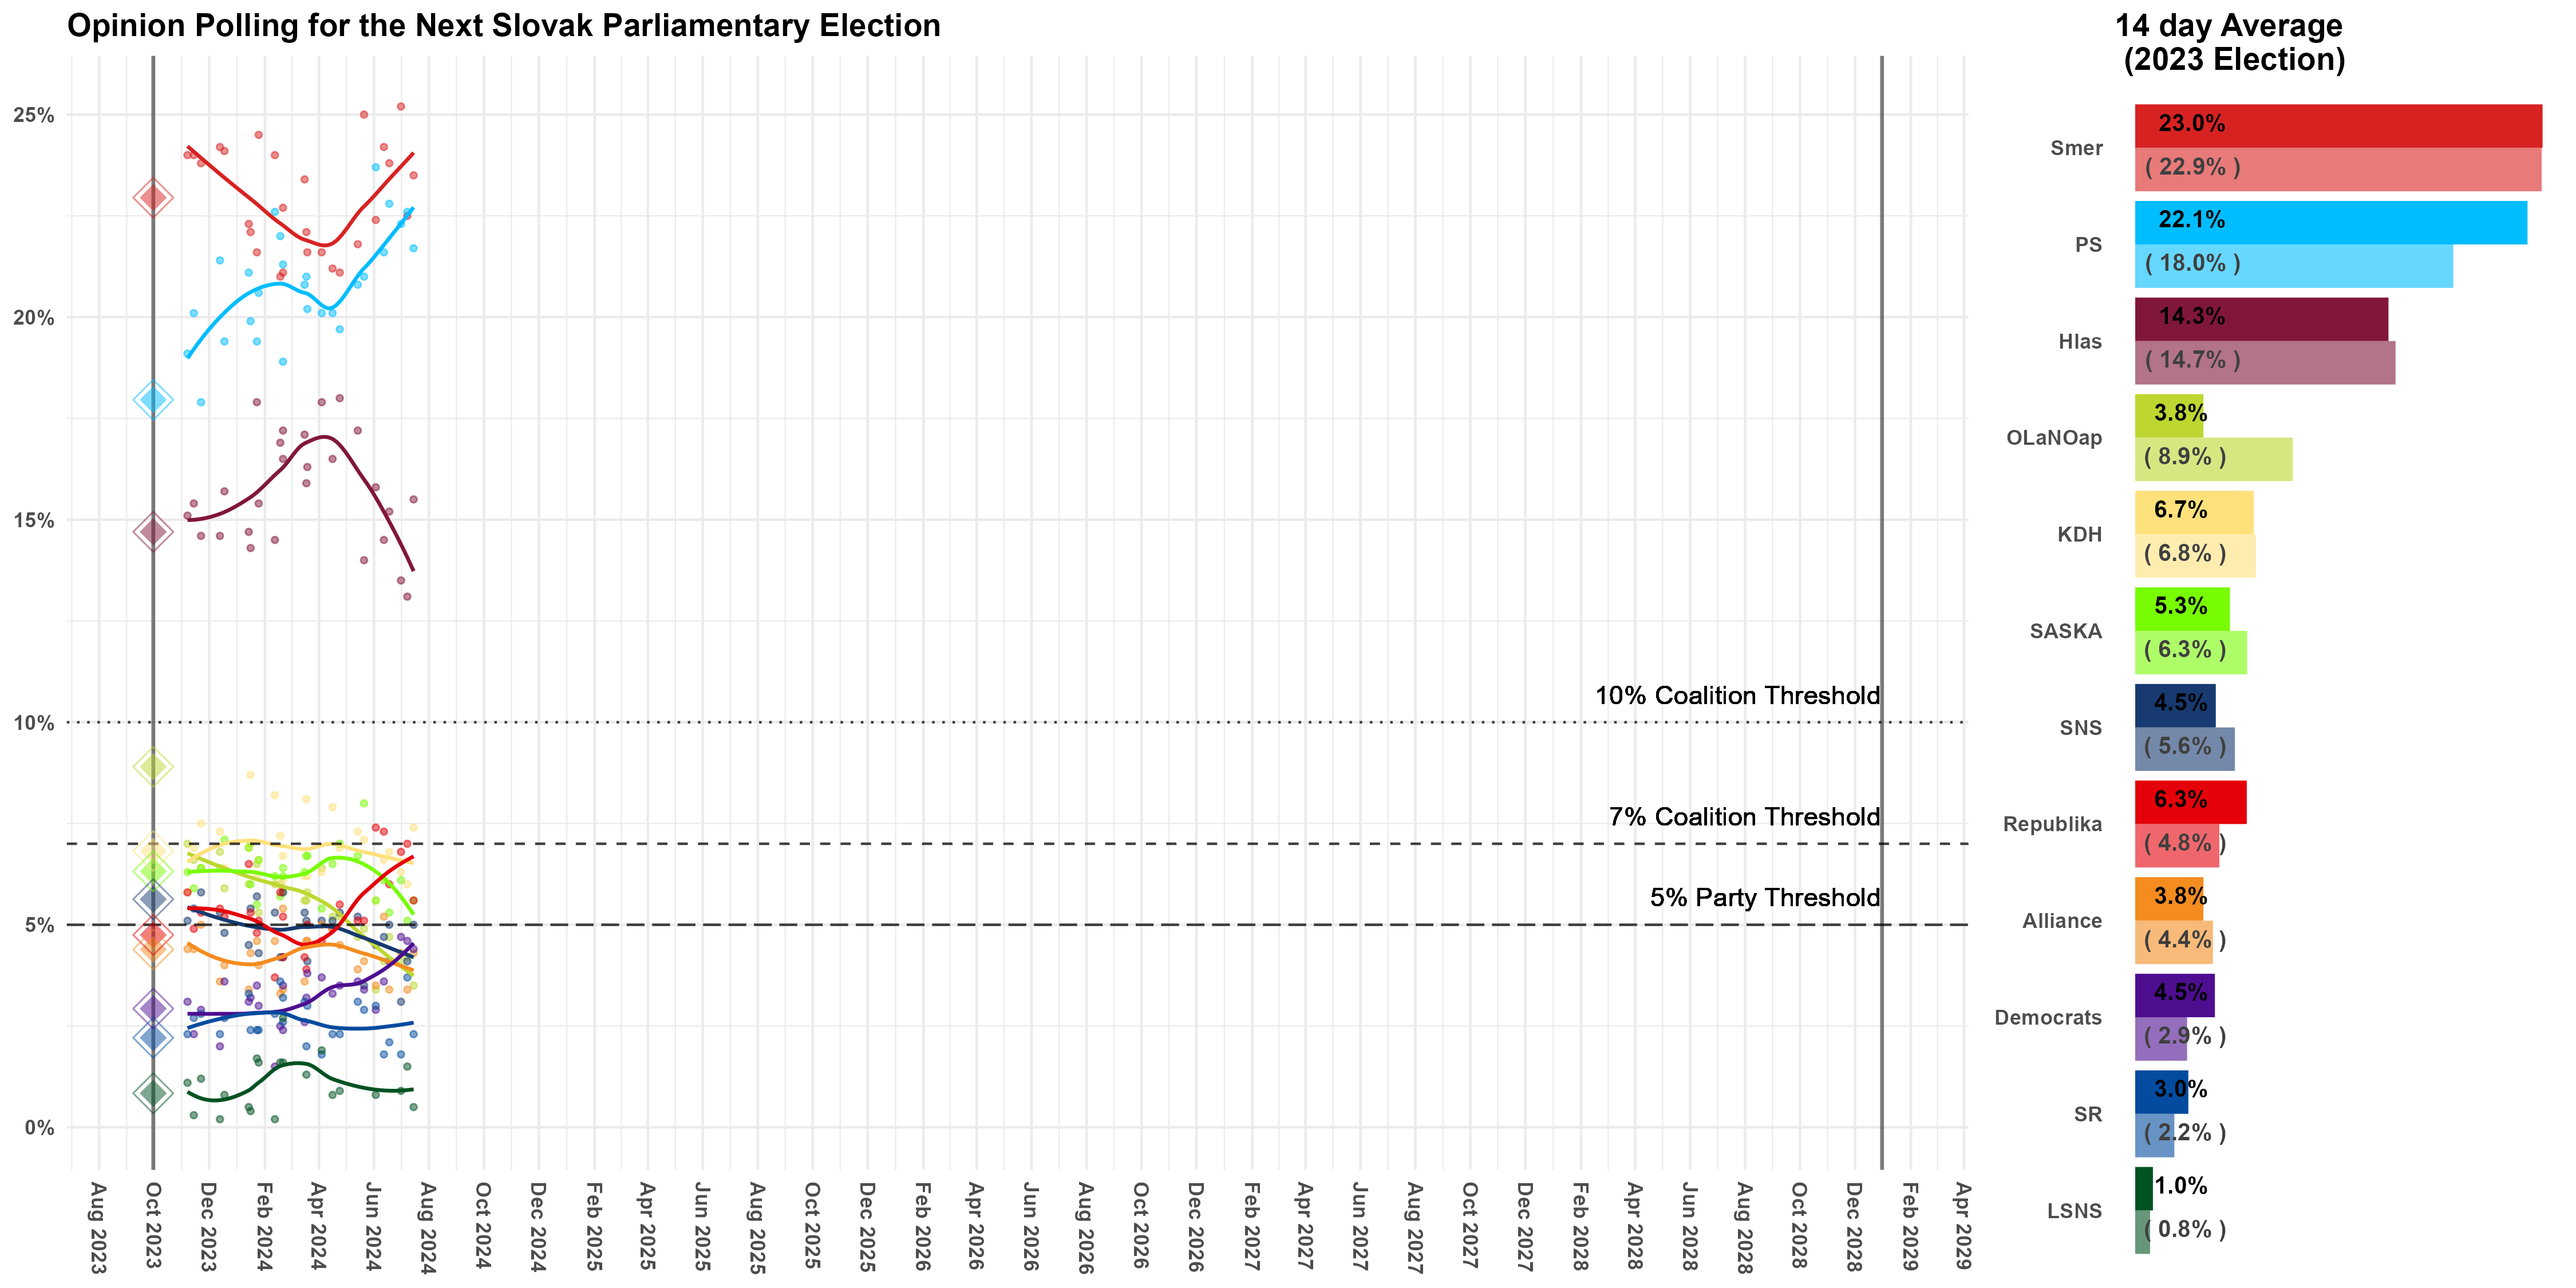 Opinion Polling for the Next Slovak Parliamentary Election
25%
20%
15%
10%
5%
0%
10% Coalition Threshold
7% Coalition Threshold
5% Party Threshold
Aug 2023
Oct 2023
Dec 2023
Feb 2024
Apr 2024
Jun 2024
Aug 2024
Oct 2024
Dec 2024
Feb 2025
Apr 2025
Jun 2025
Aug 2025
Oct 2025
Dec 2025
Feb 2026
Apr 2026
Jun 2026
Aug 2026
Oct 2026
Dec 2026
Feb 2027
Apr 2027
Jun 2027
Aug 2027
Oct 2027
Dec 2027
Feb 2028
Apr 2028
Jun 2028
Aug 2028
Oct 2028
Dec 2028
Feb 2029
Apr 2029
14 day Average
(2023 Election)
Smer
23.0%
( 22.9% )
PS
22.1%
( 18.0% )
Hlas
14.3%
( 14.7% )
OLaNOap
3.8%
( 8.9% )
KDH
6.7%
( 6.8% )
SASKA
5.3%
( 6.3% )
SNS
4.5%
( 5.6% )
Republika
6.3%
( 4.8% )
Alliance
3.8%
( 4.4% )
Democrats
4.5%
( 2.9% )
SR
3.0%
( 2.2% )
LSNS
1.0%
( 0.8% )